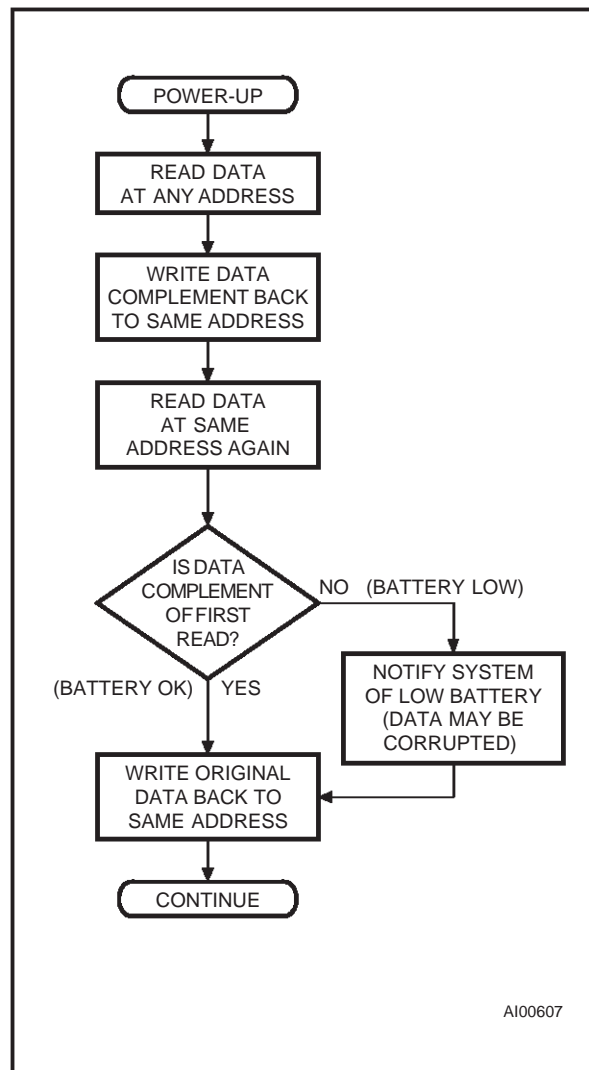 POWER-UP
READ DATA
AT ANY ADDRESS
WRITE DATA
COMPLEMENT BACK
TO SAME ADDRESS
READ DATA
AT SAME
ADDRESS AGAIN
IS DATA
COMPLEMENT
OF FIRST
READ?
NO (BATTERY LOW)
(BATTERY OK) YES
NOTIFY SYSTEM
OF LOW BATTERY
(DATA MAY BE
CORRUPTED)
WRITE ORIGINAL
DATA BACK TO
SAME ADDRESS
CONTINUE
AI00607